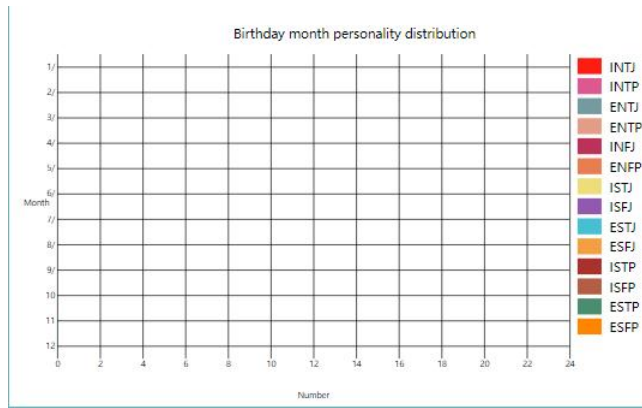 Birthday month personality distribution
1/
2/
3/
4/
5/
6/
Month
7/
8/
9/
10
11
12
0 2 4 6 8 10 12 14 16 18 20 22 24
Number
INTJ
INTP
ENTJ
ENTP
INFJ
ENFP
ISTJ
ISFJ
ESTJ
ESFJ
ISTP
ISFP
ESTP
ESFP